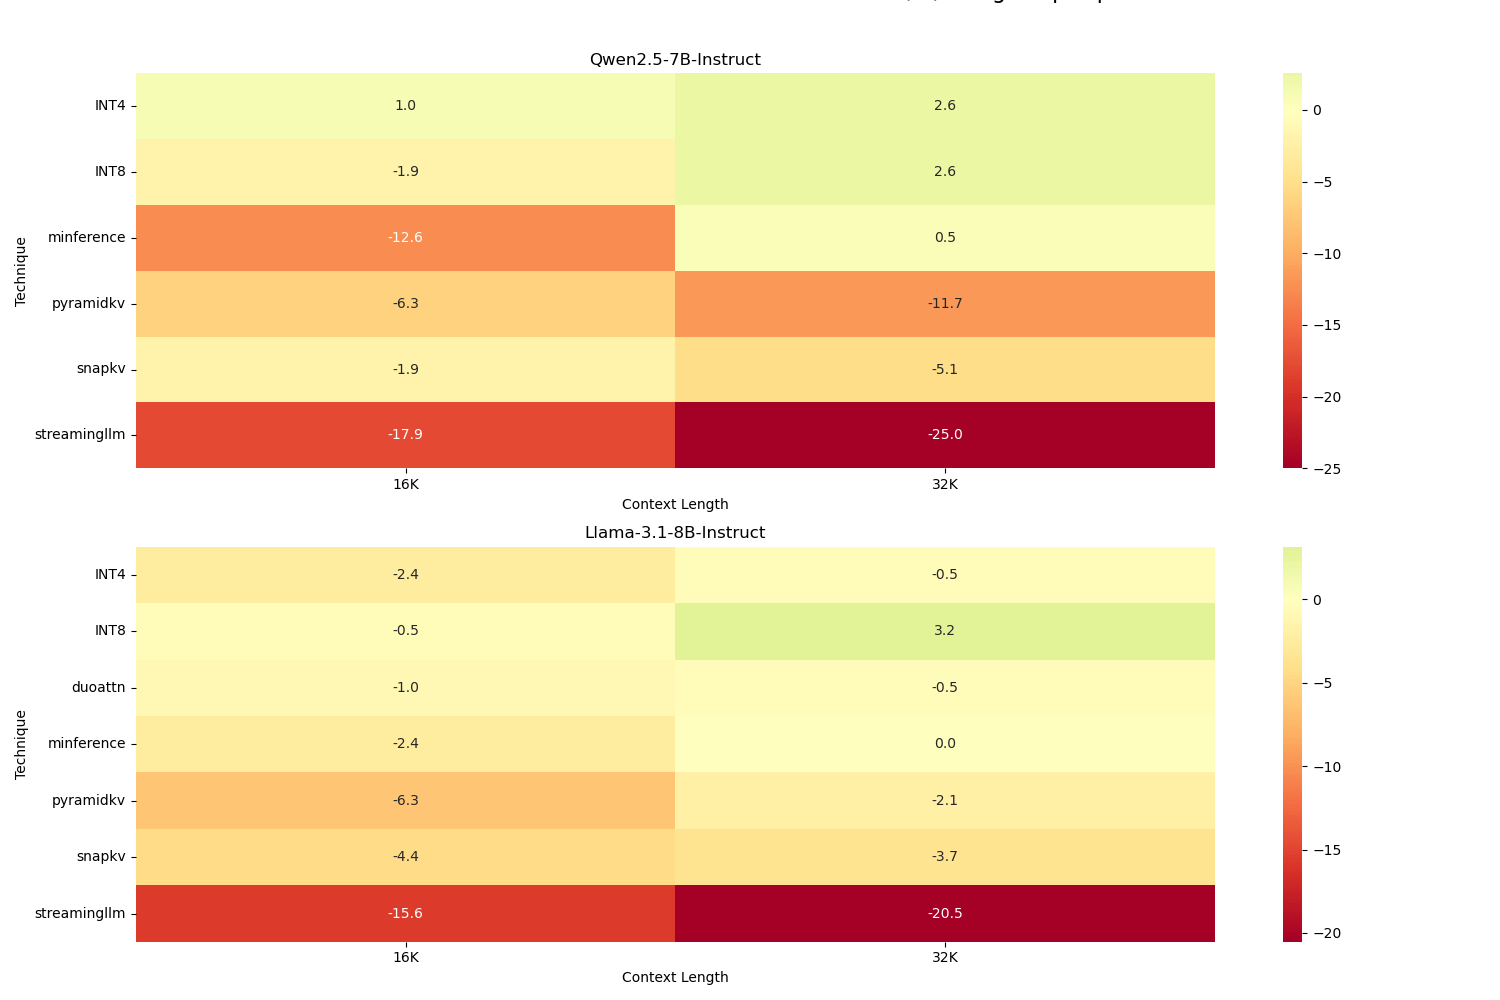 Qwen2.5-7B-Instruct
Technique
INT4 1.0 2.6
INT8 -1.9 2.6
minference -12.6 0.5
pyramidkv -6.3 -11.7
snapkv -1.9 -5.1
streamingllm -17.9 -25.0
16K 32K
Context Length
0
−5
−10
−15
−20
−25
Llama-3.1-8B-Instruct
Technique
INT4 -2.4 -0.5
INT8 -0.5 3.2
duoattn -1.0 -0.5
minference -2.4 0.0
pyramidkv -6.3 -2.1
snapkv -4.4 -3.7
streamingllm -15.6 -20.5
16K 32K
Context Length
0
−5
−10
−15
−20